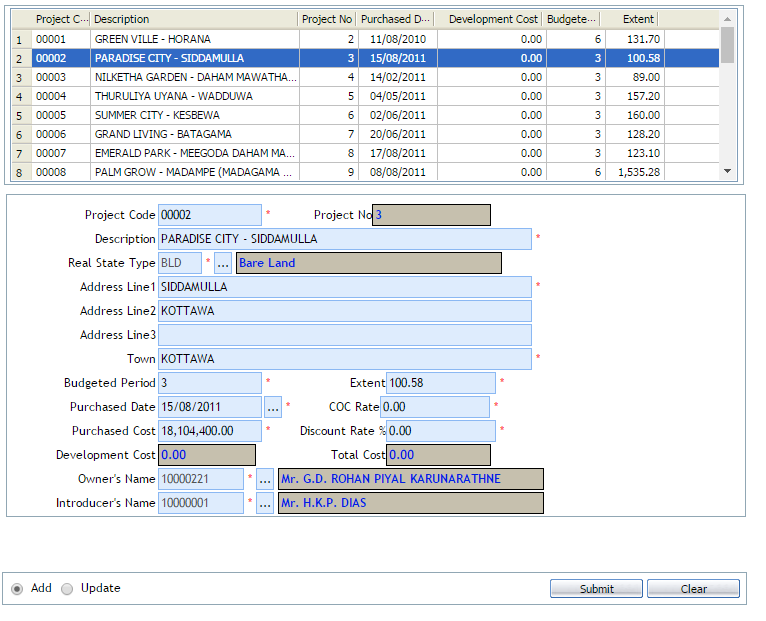 Project C... Description Project No Purchased D... Development Cost Budgete... Extent
1 00001 GREEN VILLE - HORANA 2 11/08/2010 0.00 6 131.70
2 00002 PARADISE CITY - SIDDAMULLA 3 15/08/2011 0.00 3 100.58
3 00003 NILKETHA GARDEN - DAHAM MAWATHA... 4 14/02/2011 0.00 3 89.00
4 00004 THURULIYA UYANA - WADDUWA 5 04/05/2011 0.00 3 157.20
5 00005 SUMMER CITY - KESBEWA 6 02/06/2011 0.00 3 160.00
6 00006 GRAND LIVING - BATAGAMA 7 20/06/2011 0.00 3 128.20
7 00007 EMERALD PARK - MEEGODA DAHAM MA... 8 17/08/2011 0.00 3 123.10
8 00008 PALM GROW - MADAMPE (MADAGAMA ... 9 08/08/2011 0.00 6 1,535.28
Project Code 00002 * Project No 3
Description PARADISE CITY - SIDDAMULLA *
Real State Type BLD * ... Bare Land
Address Line1 SIDDAMULLA *
Address Line2 KOTTAWA
Address Line3
Town KOTTAWA *
Budgeted Period 3 * Extent 100.58 *
Purchased Date 15/08/2011 ... * COC Rate 0.00 *
Purchased Cost 18,104,400.00 * Discount Rate % 0.00 *
Development Cost 0.00 Total Cost 0.00
Owner's Name 10000221 * ... Mr. G.D. ROHAN PIYAL KARUNARATHNE
Introducer's Name 10000001 * ... Mr. H.K.P. DIAS
Add Update Submit Clear